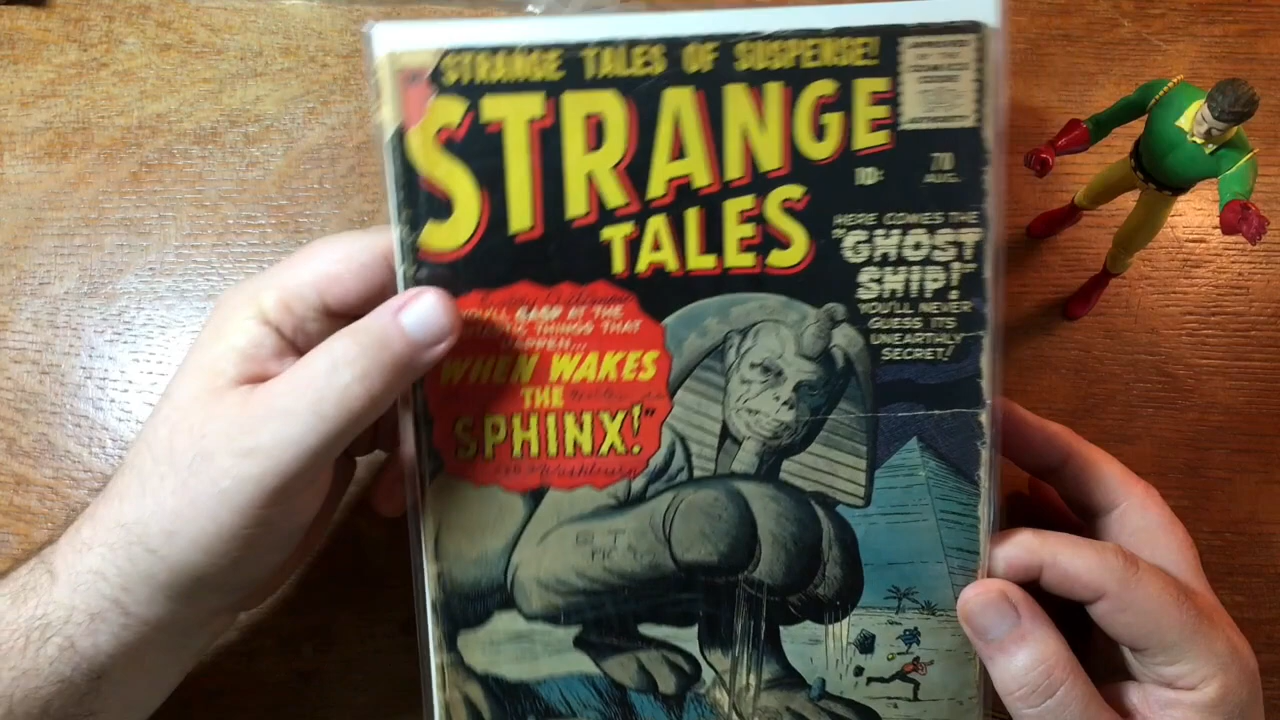 STRANGE TALES OF SUSPENSE!
STRANGE
TALES
10¢
70
AUG.
HERE COMES THE
"GHOST
SHIP!"
YOU'LL NEVER
GUESS ITS
UNEARTHLY
SECRET!
YOU'LL GASP AT THE
THINGS THAT
HAPPEN...
WHEN WAKES
THE
SPHINX!"